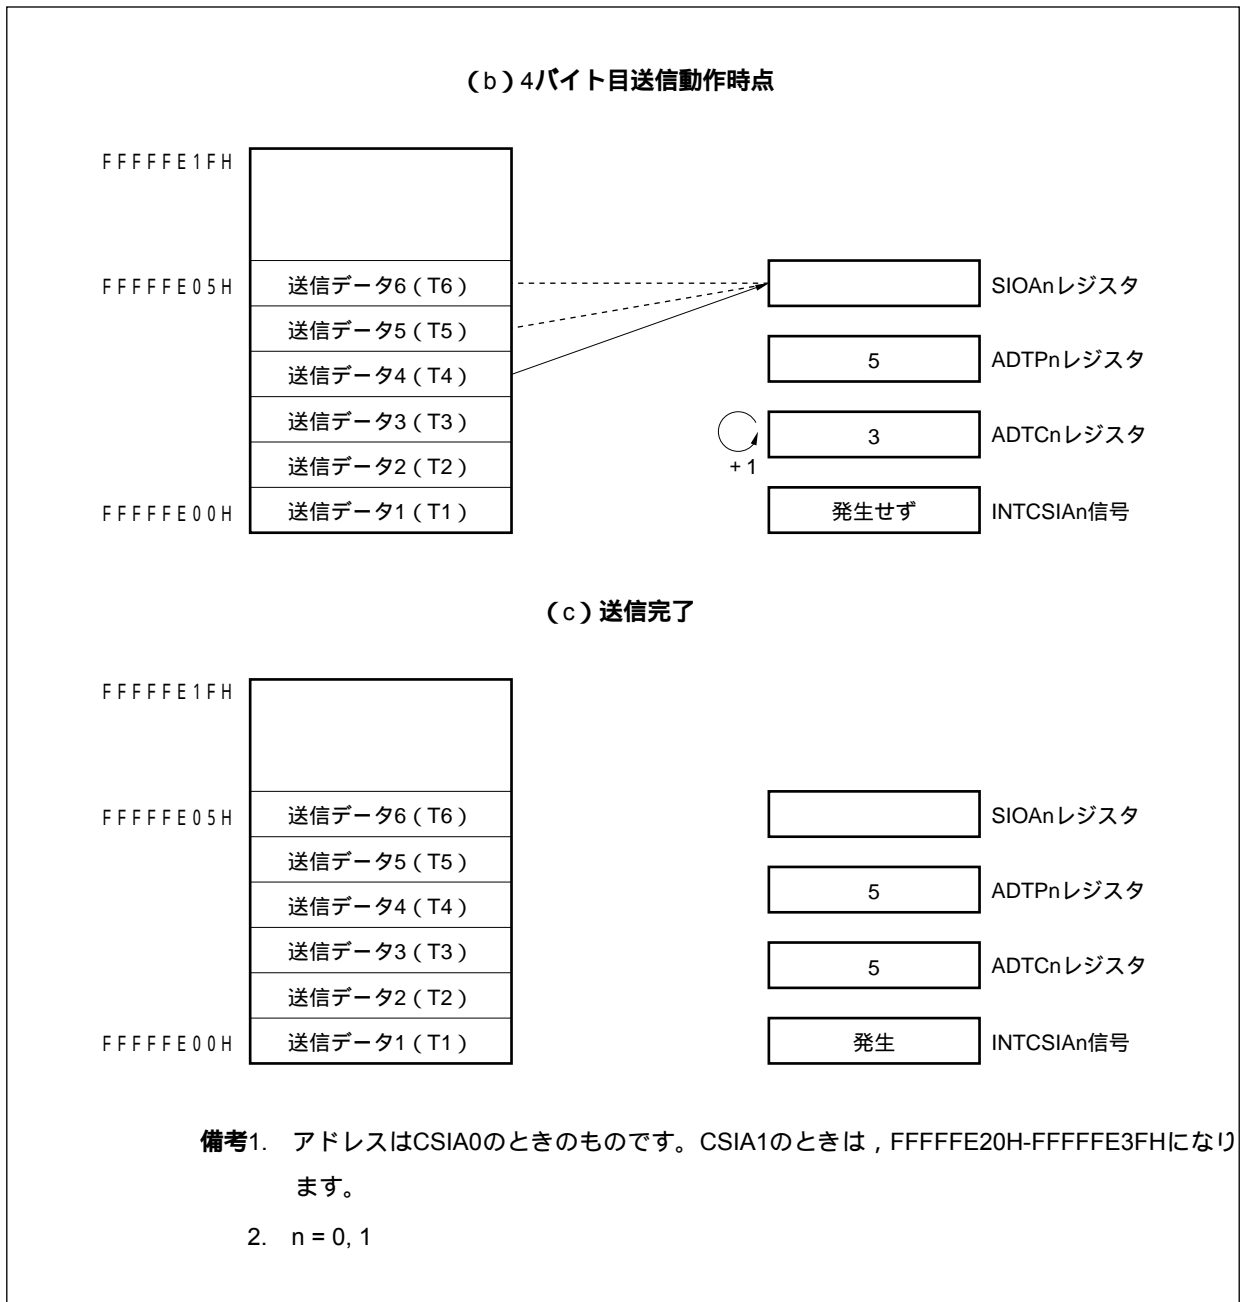 （b）4バイト目送信動作時点
FFFFFE1FH
FFFFFE05H 送信データ6（T6） SIOAnレジスタ
送信データ5（T5）
送信データ4（T4） 5 ADTPnレジスタ
送信データ3（T3） 3 ADTCnレジスタ
送信データ2（T2） +1
FFFFFE00H 送信データ1（T1） 発生せず INTCSIAn信号
（c）送信完了
FFFFFE1FH
FFFFFE05H 送信データ6（T6） SIOAnレジスタ
送信データ5（T5）
送信データ4（T4） 5 ADTPnレジスタ
送信データ3（T3） 5 ADTCnレジスタ
送信データ2（T2）
FFFFFE00H 送信データ1（T1） 発生 INTCSIAn信号
備考1. アドレスはCSIA0のときのものです。CSIA1のときは，FFFFFE20H-FFFFFE3FHになり
ます。
2. n = 0, 1